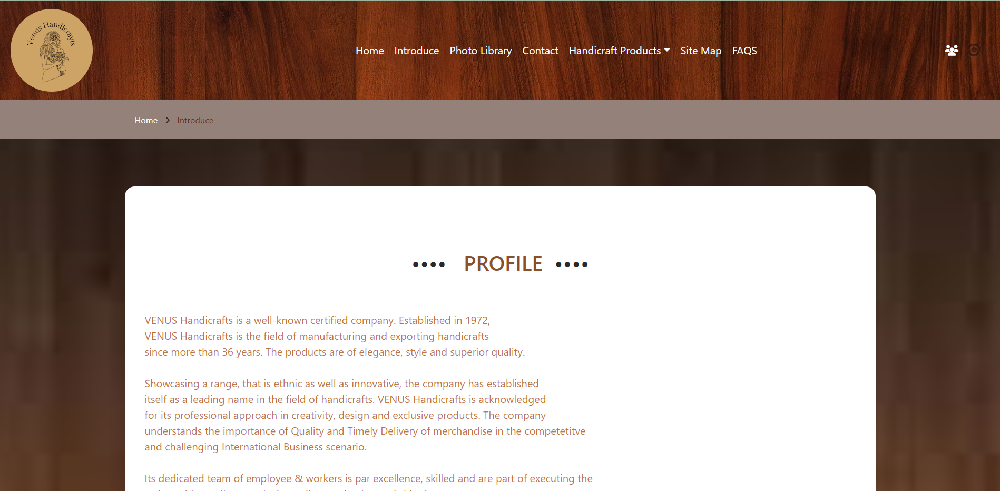 Venus Handicrayts
Home Introduce Photo Library Contact Handicraft Products Site Map FAQS
Home > Introduce
•••• PROFILE ••••
VENUS Handicrafts is a well-known certified company. Established in 1972,
VENUS Handicrafts is the field of manufacturing and exporting handicrafts
since more than 36 years. The products are of elegance, style and superior quality.
Showcasing a range, that is ethnic as well as innovative, the company has established
itself as a leading name in the field of handicrafts. VENUS Handicrafts is acknowledged
for its professional approach in creativity, design and exclusive products. The company
understands the importance of Quality and Timely Delivery of merchandise in the competetitve
and challenging International Business scenario.
Its dedicated team of employee & workers is par excellence, skilled and are part of executing the